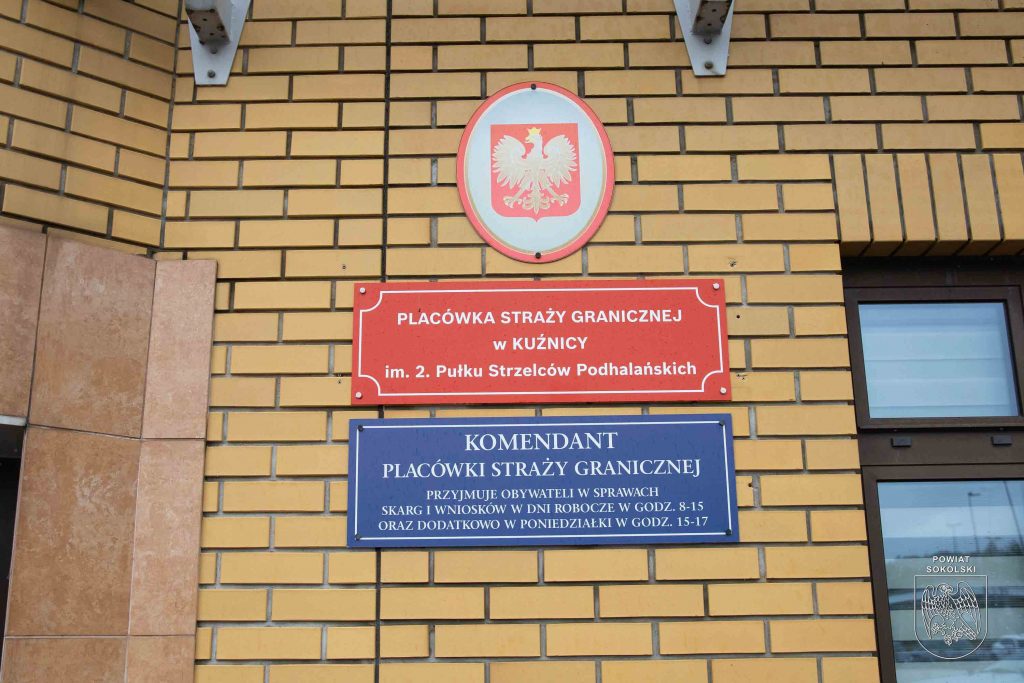 PLACÓWKA STRAŻY GRANICZNEJ
w KUŹNICY
im. 2. Pułku Strzelców Podhalańskich
KOMENDANT
PLACÓWKI STRAŻY GRANICZNEJ
PRZYJMUJE OBYWATELI W SPRAWACH
SKARG I WNIOSKÓW W DNI ROBOCZE W GODZ. 8-15
ORAZ DODATKOWO W PONIEDZIAŁKI W GODZ. 15-17
POWIAT
SOKÓLSKI